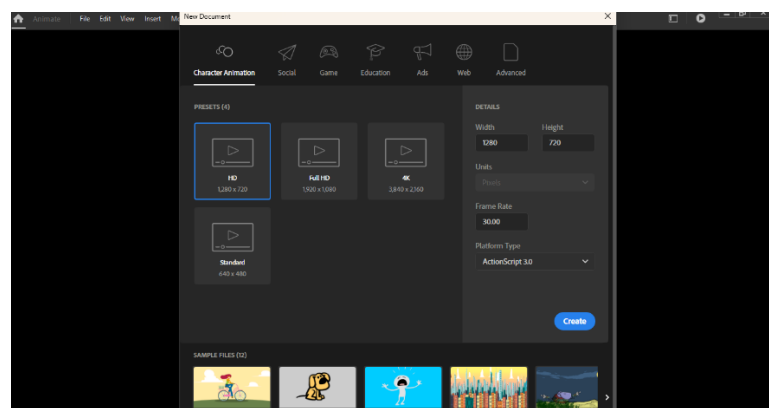 New Document
Animate File Edit View Insert
Character Animation Social Game Education Ads Web Advanced
PRESETS (4)
HD
1,280 x 720
Full HD
1,920 x 1,080
4K
3,840 x 2,160
Standard
640 x 480
DETAILS
Width Height
1280 720
Units
Pixels
Frame Rate
30.00
Platform Type
ActionScript 3.0
Create
SAMPLE FILES (12)